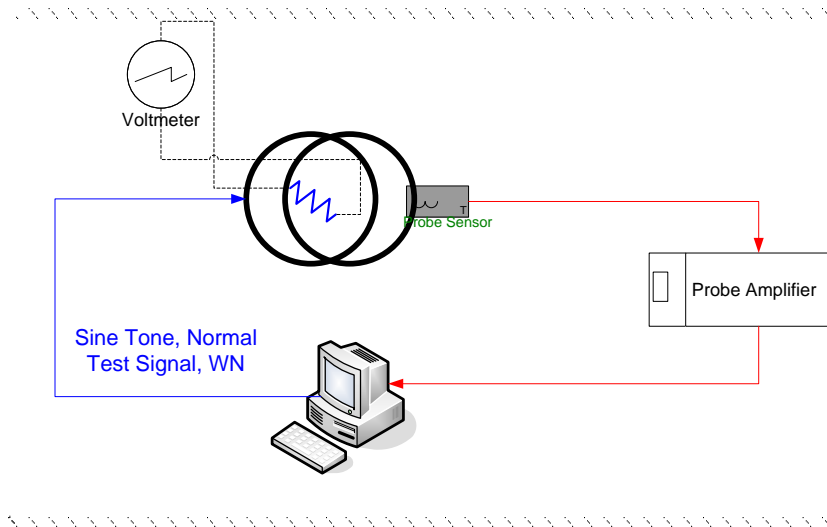 Voltmeter
T
Probe Sensor
Probe Amplifier
Sine Tone, Normal
Test Signal, WN